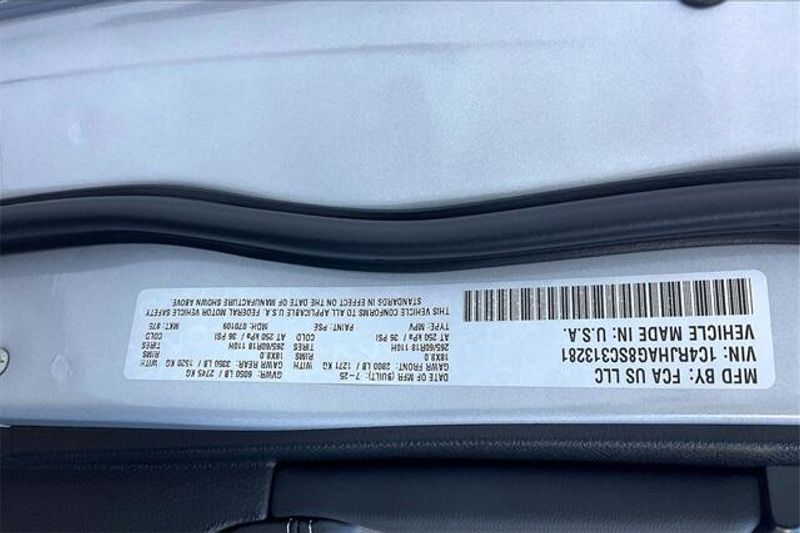 MFD BY: FCA US LLC
DATE OF MFR (BUILT): 7-25
GVWR: 6050 LB / 2745 KG
GAWR FRONT: 2800 LB / 1271 KG WITH
GAWR REAR: 3350 LB / 1520 KG WITH
18X8.0
TIRES
18X8.0 RIMS
265/60R18 110H
TIRES
265/60R18 110H
AT 250 kPa / 36 PSI
COLD
AT 250 kPa / 36 PSI
COLD
TYPE: MPV
PAINT: PSE
MDH: 070109
MKT: 875
THIS VEHICLE CONFORMS TO ALL APPLICABLE U.S.A. FEDERAL MOTOR VEHICLE SAFETY
STANDARDS IN EFFECT ON THE DATE OF MANUFACTURE SHOWN ABOVE
VIN: 1C4RJHAG8SC313281
VEHICLE MADE IN: U.S.A.